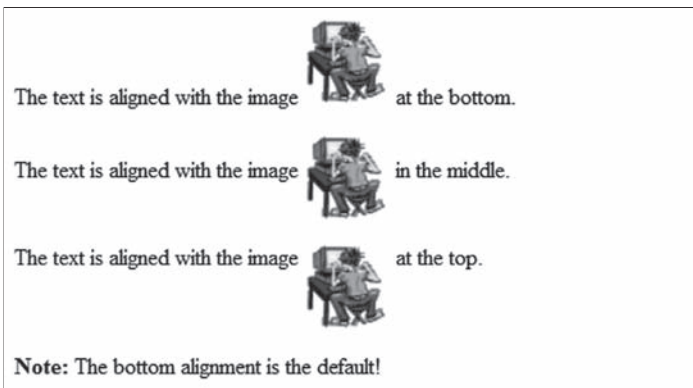 The text is aligned with the image at the bottom.
The text is aligned with the image in the middle.
The text is aligned with the image at the top.
Note: The bottom alignment is the default!